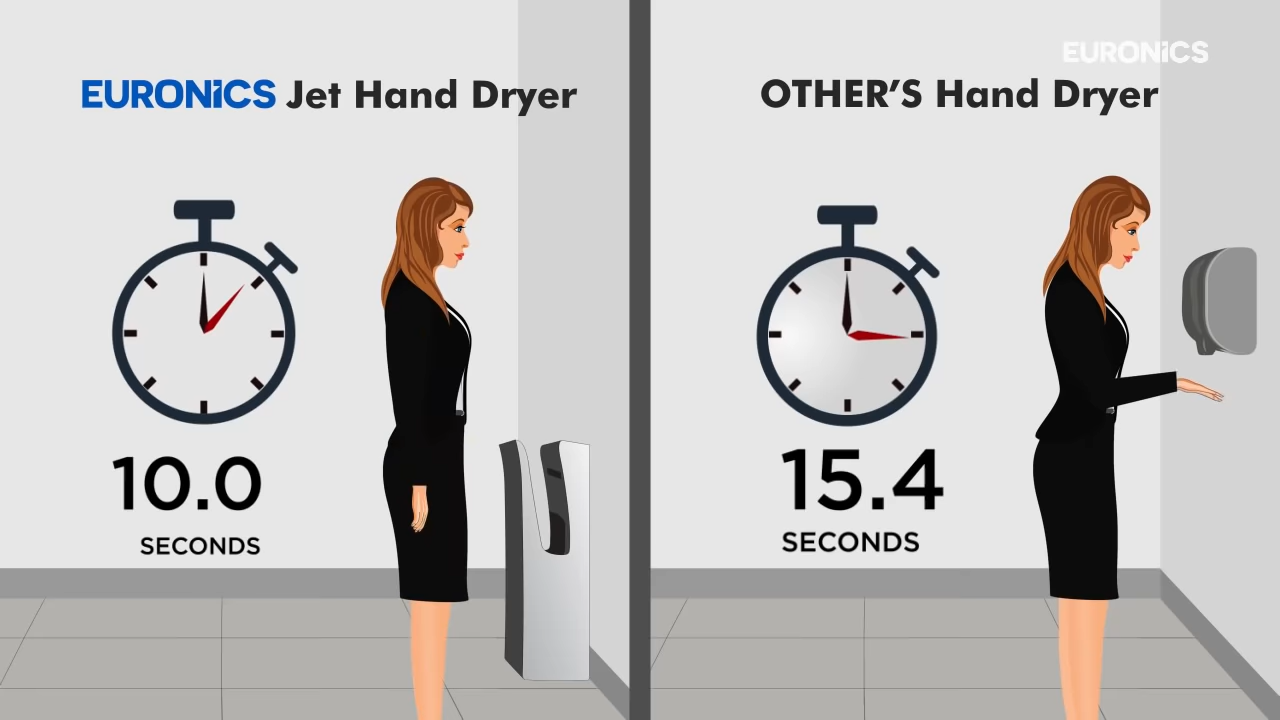 EURONiCS Jet Hand Dryer
10.0
SECONDS
EURONiCS
OTHER'S Hand Dryer
15.4
SECONDS